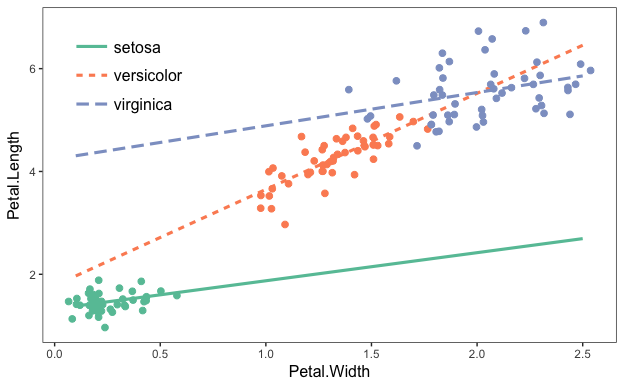 setosa
versicolor
virginica
6
4
2
Petal.Length
0.0 0.5 1.0 1.5 2.0 2.5
Petal.Width